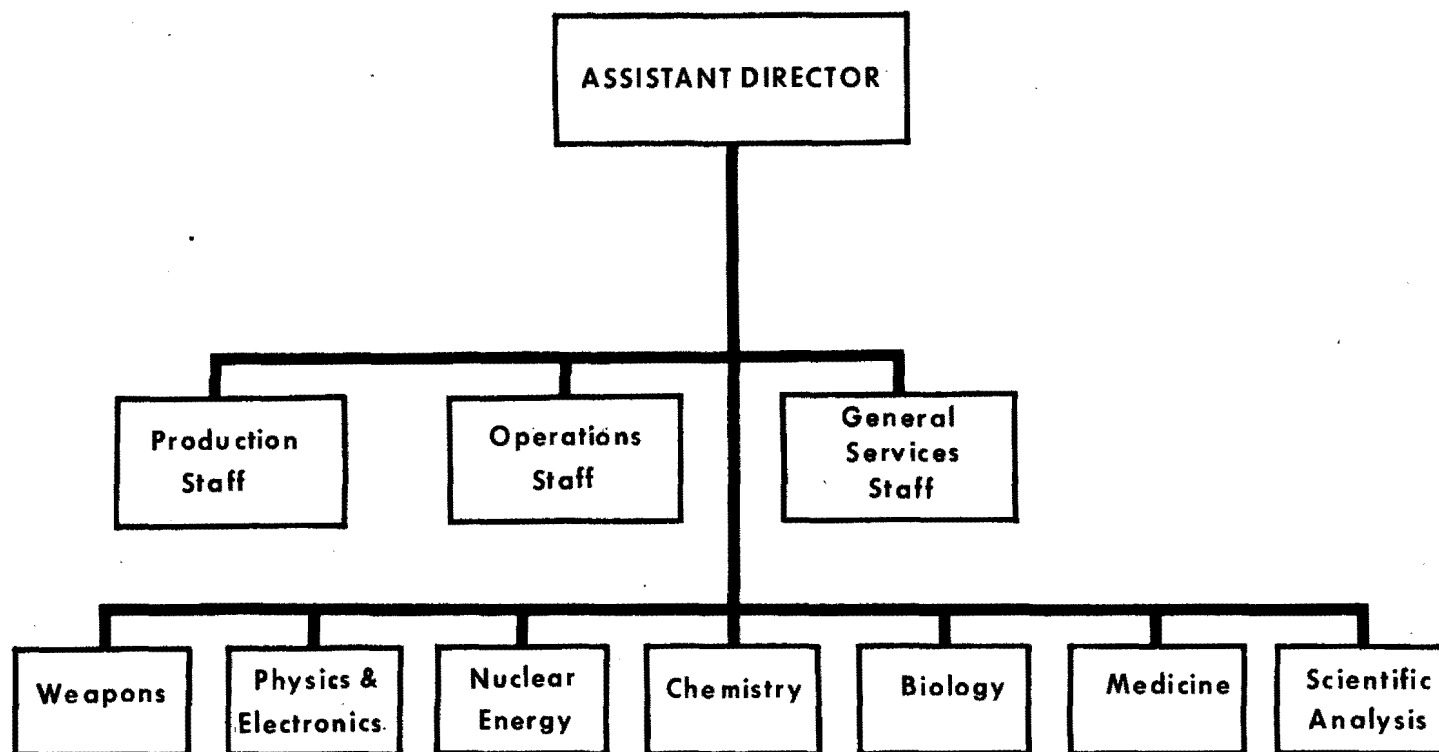 ASSISTANT DIRECTOR
Production
Staff
Operations
Staff
General
Services
Staff
Weapons
Physics &
Electronics
Nuclear
Energy
Chemistry
Biology
Medicine
Scientific
Analysis